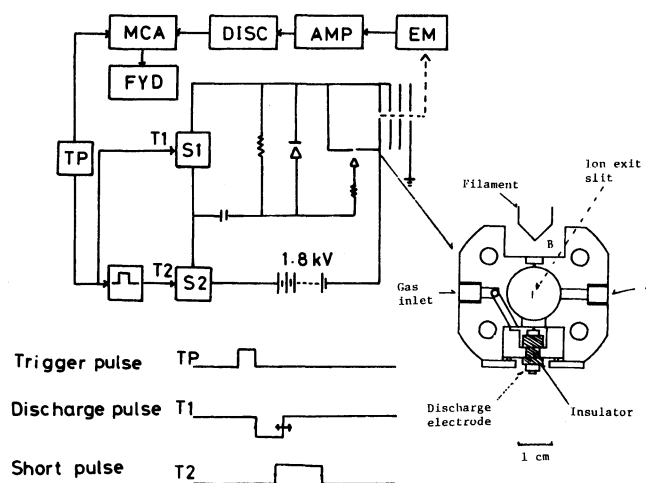 MCA
DISC
AMP
EM
FYD
TP
T1
S1
T2
S2
1.8 kV
Ion exit
slit
Filament
B
Gas
inlet
Discharge
electrode
Insulator
1 cm
Trigger pulse TP
Discharge pulse T1
Short pulse T2